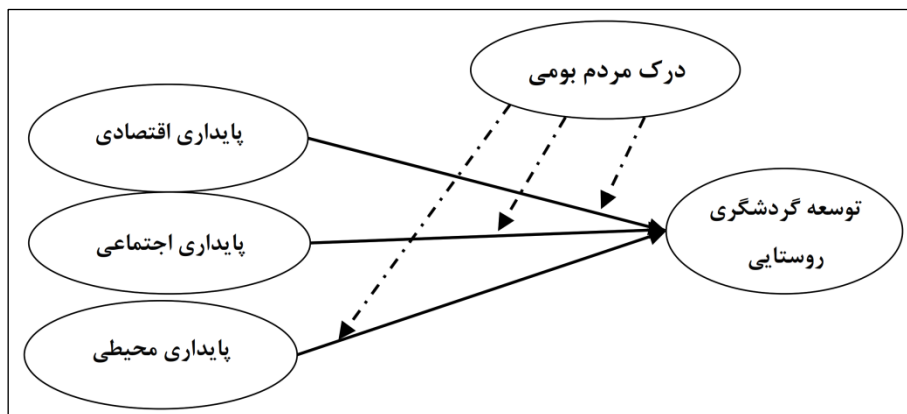 درک مردم بومی
پایداری اقتصادی
توسعه گردشگری
روستایی
پایداری اجتماعی
پایداری محیطی